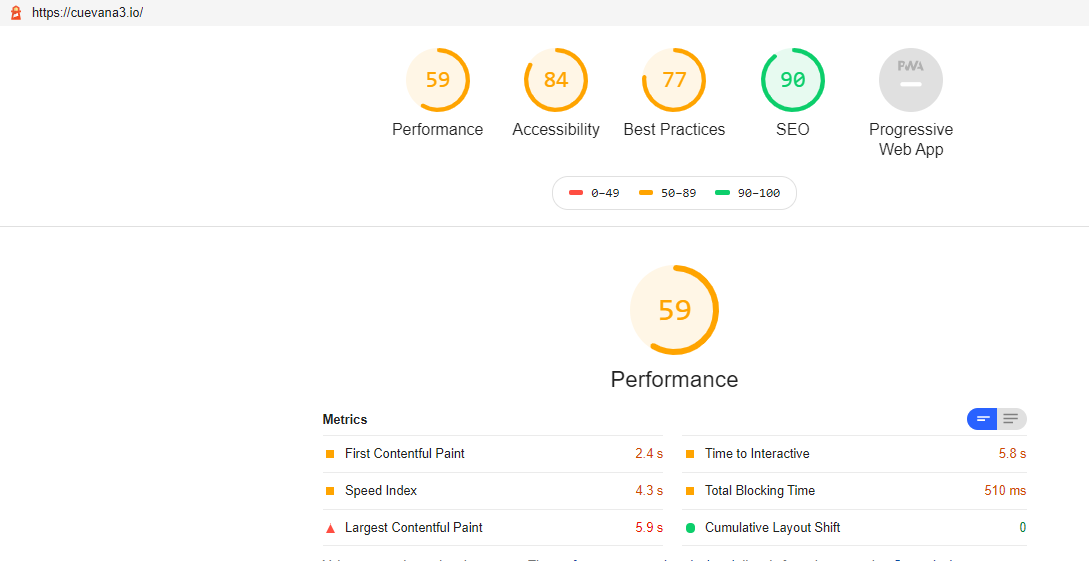 https://cuevana3.io/
59 84 77 90 PWA
Performance Accessibility Best Practices SEO Progressive
Web App
0–49 50–89 90–100
59
Performance
Metrics
First Contentful Paint 2.4 s Time to Interactive 5.8 s
Speed Index 4.3 s Total Blocking Time 510 ms
Largest Contentful Paint 5.9 s Cumulative Layout Shift 0